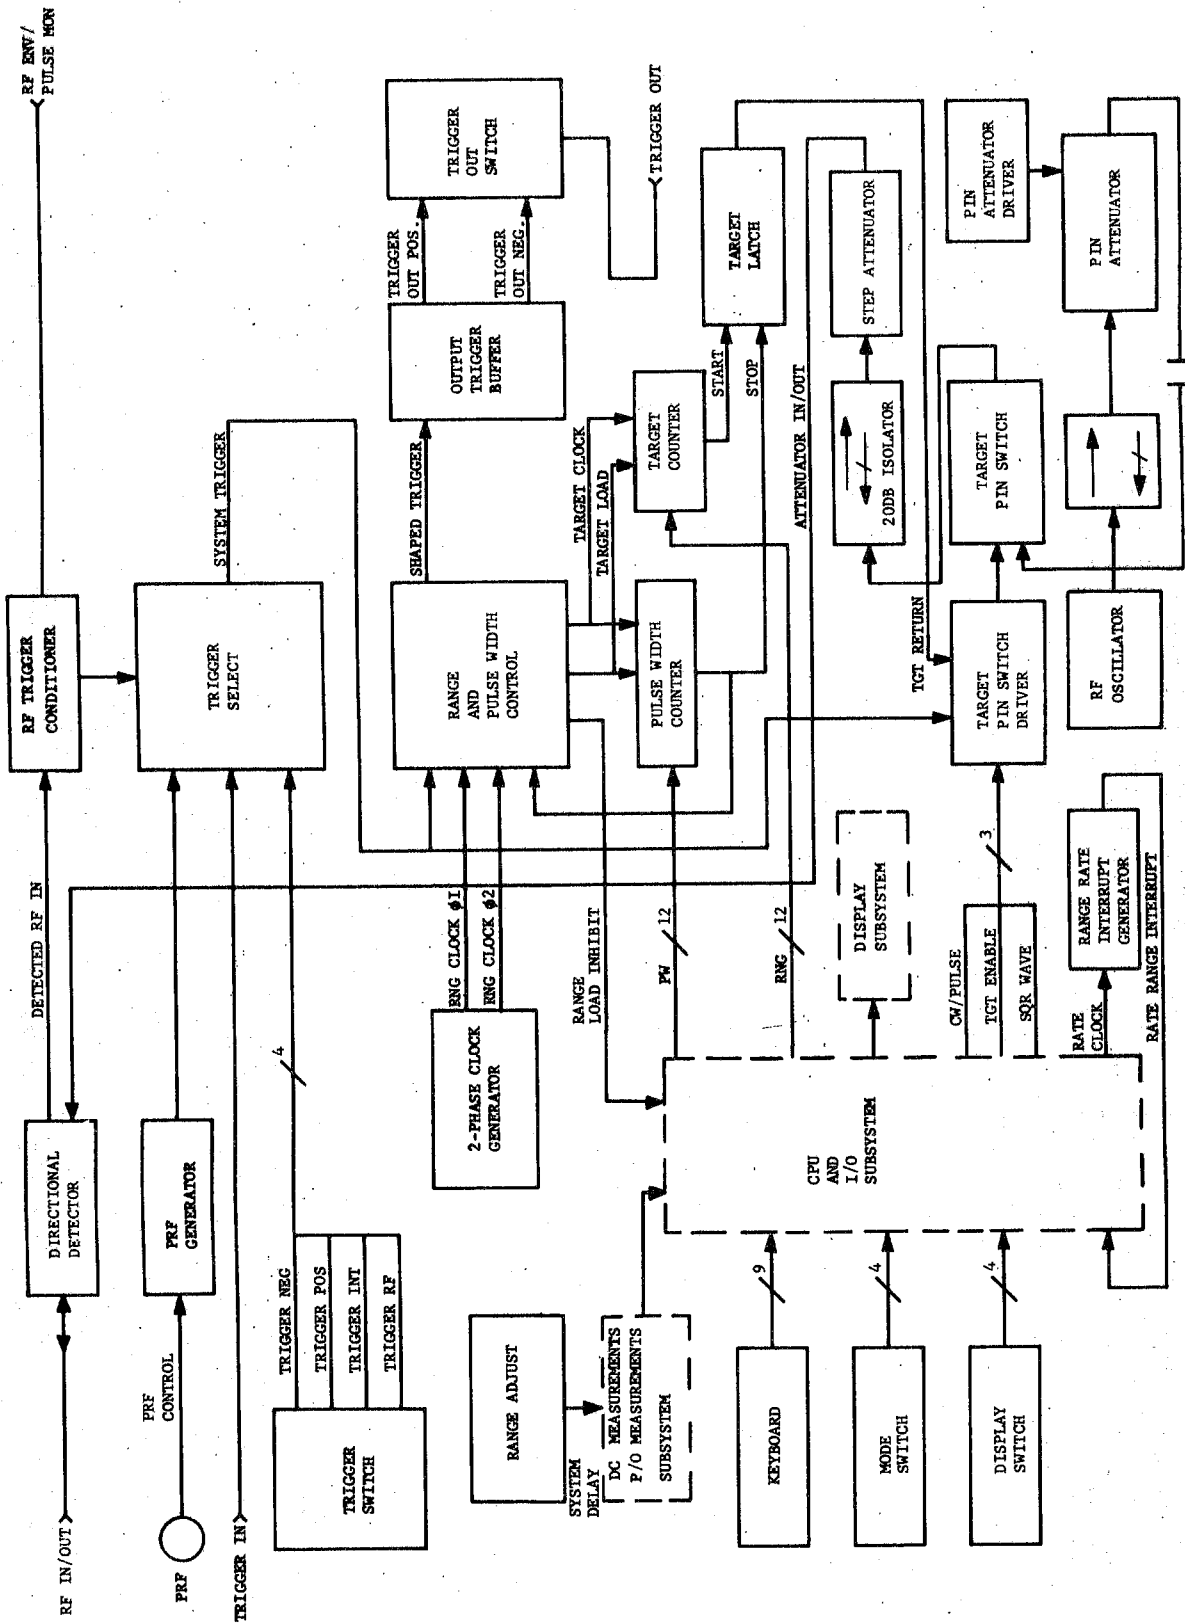 RF ENV/
PULSE MON
RF TRIGGER
CONDITIONER
DETECTED RF IN
DIRECTIONAL
DETECTOR
RF IN/OUT
PRF
PRF
CONTROL
PRF
GENERATOR
TRIGGER IN
TRIGGER
SELECT
SYSTEM TRIGGER
TRIGGER
SWITCH
TRIGGER NEG
TRIGGER POS
TRIGGER INT
TRIGGER RF
4
2-PHASE CLOCK
GENERATOR
RNG CLOCK ϕ1
RNG CLOCK ϕ2
RANGE
AND
PULSE WIDTH
CONTROL
SHAPED TRIGGER
OUTPUT
TRIGGER
BUFFER
TRIGGER
OUT POS.
TRIGGER
OUT NEG.
TRIGGER
OUT
SWITCH
TRIGGER OUT
RANGE ADJUST
SYSTEM
DELAY
DC MEASUREMENTS
P/O MEASUREMENTS
SUBSYSTEM
RANGE
LOAD INHIBIT
TARGET CLOCK
TARGET LOAD
PULSE WIDTH
COUNTER
TARGET
COUNTER
START
STOP
TARGET
LATCH
PW
12
RNG
12
ATTENUATOR IN/OUT
KEYBOARD
9
MODE
SWITCH
4
DISPLAY
SWITCH
4
CPU
AND
I/O
SUBSYSTEM
DISPLAY
SUBSYSTEM
20DB ISOLATOR
STEP ATTENUATOR
TGT RETURN
CW/PULSE
TGT ENABLE
SQR WAVE
3
TARGET
PIN SWITCH
DRIVER
TARGET
PIN SWITCH
PIN
ATTENUATOR
DRIVER
RATE
CLOCK
RANGE RATE
INTERRUPT
GENERATOR
RATE RANGE INTERRUPT
RF
OSCILLATOR
PIN
ATTENUATOR